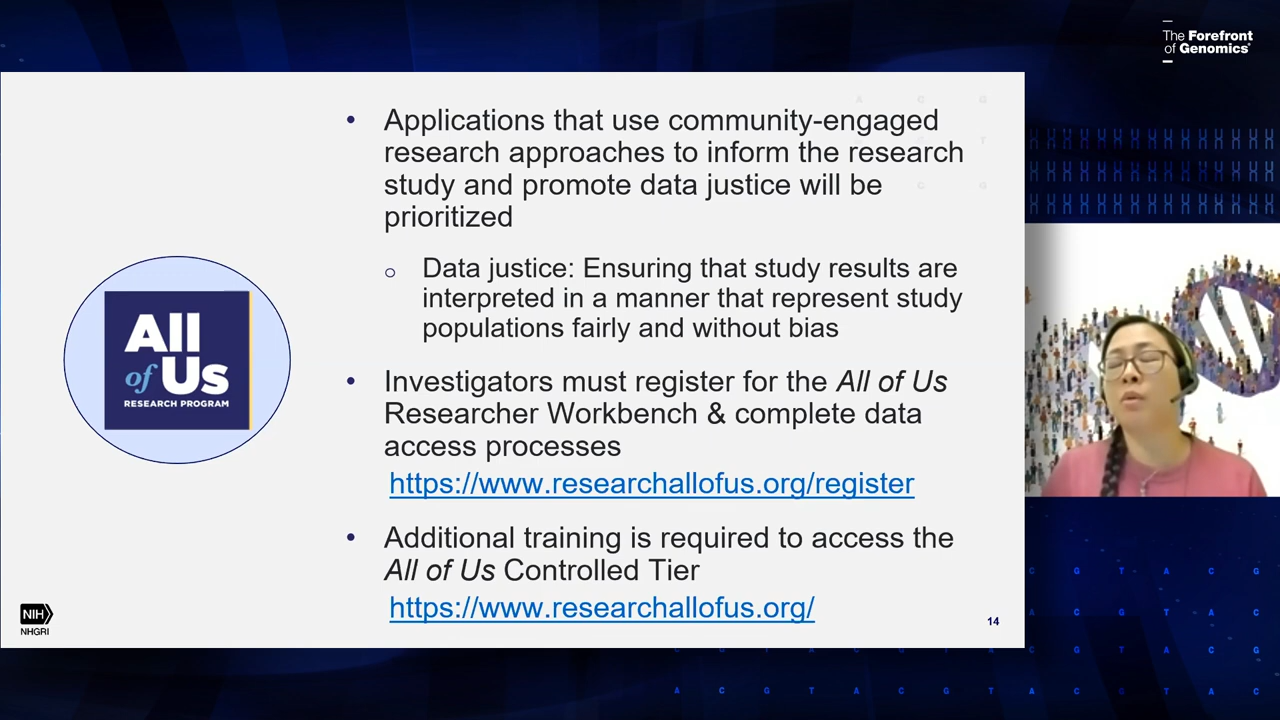 The Forefront
of Genomics®
• Applications that use community-engaged
research approaches to inform the research
study and promote data justice will be
prioritized
o Data justice: Ensuring that study results are
interpreted in a manner that represent study
populations fairly and without bias
All
of Us
RESEARCH PROGRAM
• Investigators must register for the All of Us
Researcher Workbench & complete data
access processes
https://www.researchallofus.org/register
• Additional training is required to access the
All of Us Controlled Tier
https://www.researchallofus.org/
NIH
NHGRI
14